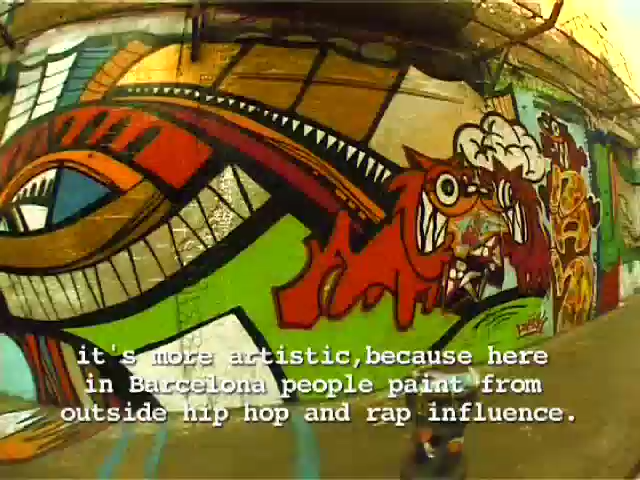 it's more artistic,because here
in Barcelona people paint from
outside hip hop and rap influence.